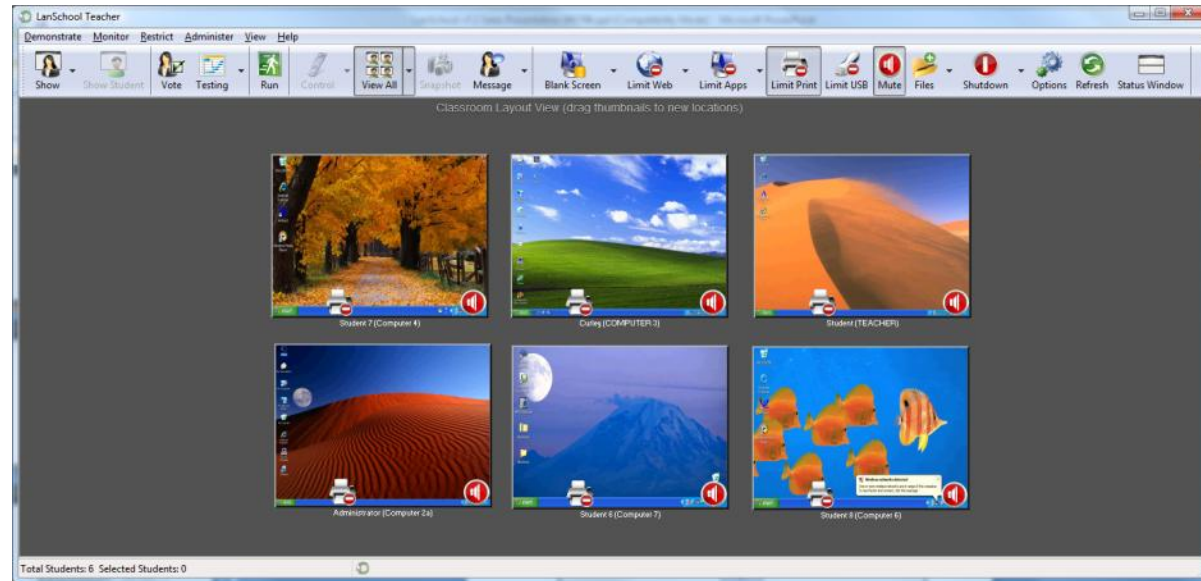 LanSchool Teacher
Demonstrate Monitor Restrict Administer View Help
Show Show Student Vote Testing Run Control View All Snapshot Message Blank Screen Limit Web Limit Apps Limit Print Limit USB Mute Files Shutdown Options Refresh Status Window
Classroom Layout View (drag thumbnails to new locations)
Student 7 (Computer 4)
(COMPUTER 3)
Student (TEACHER)
Administrator (Computer 2a)
Student 6 (Computer 7)
Student 8 (Computer 6)
Total Students: 6 Selected Students: 0